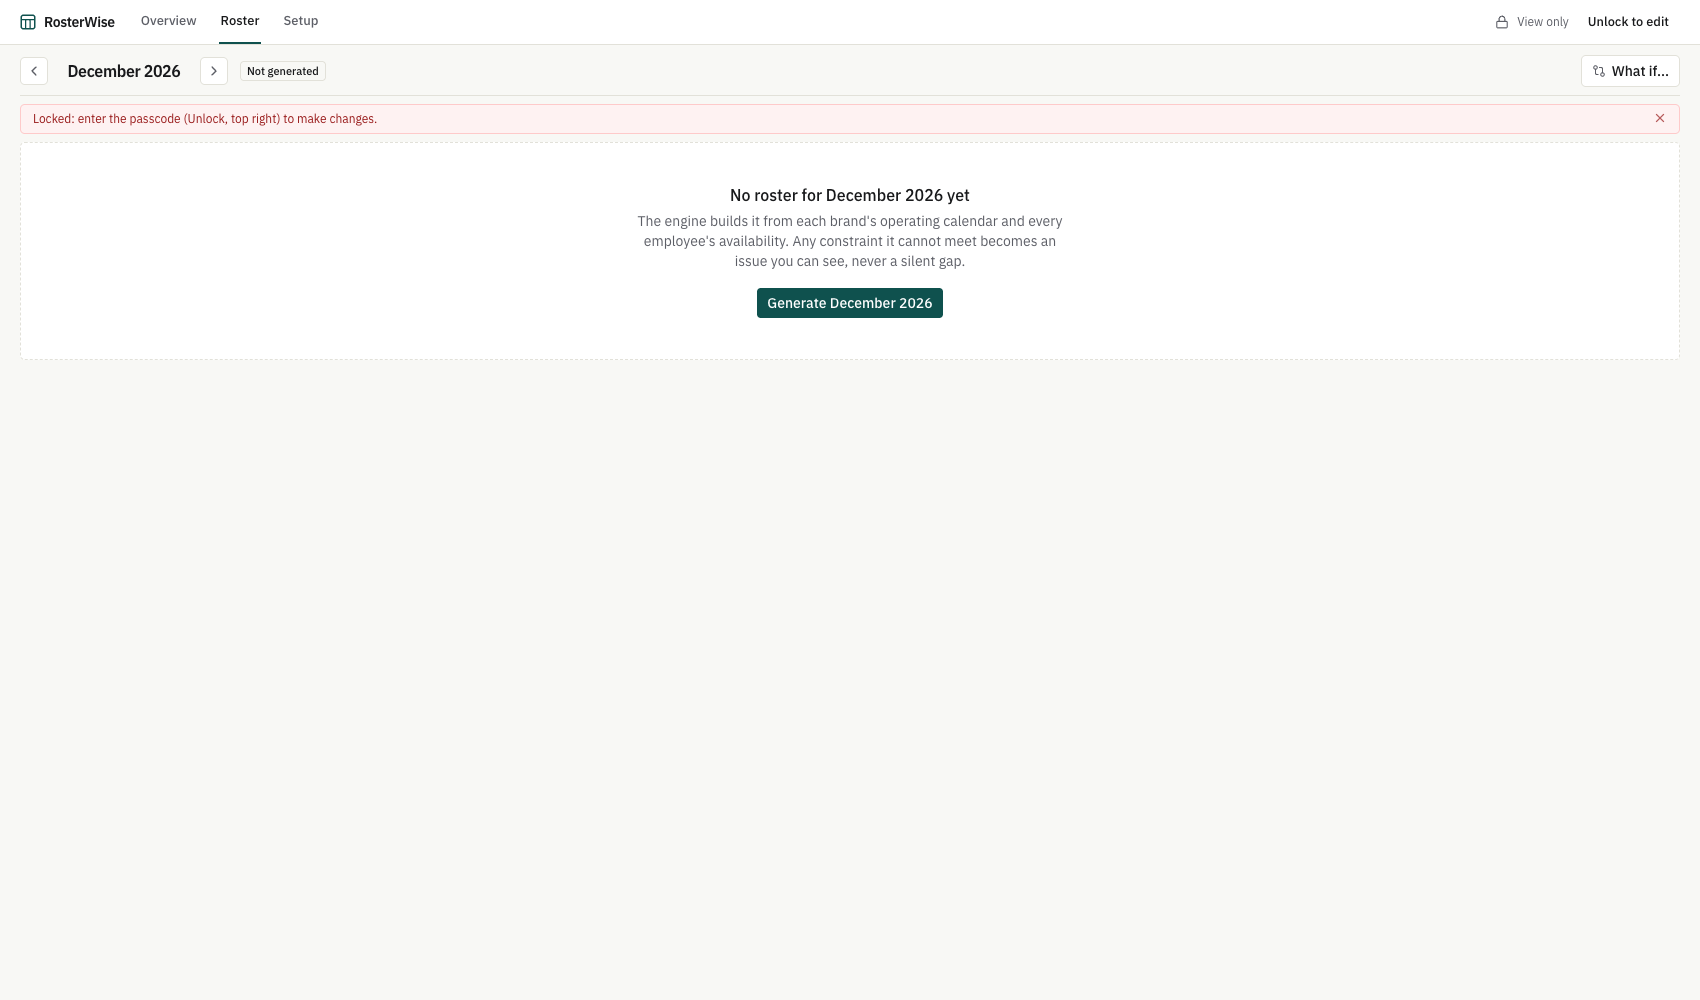 RosterWise Overview Roster Setup View only Unlock to edit
December 2026 Not generated What if...
Locked: enter the passcode (Unlock, top right) to make changes.
No roster for December 2026 yet
The engine builds it from each brand's operating calendar and every
employee's availability. Any constraint it cannot meet becomes an
issue you can see, never a silent gap.
Generate December 2026